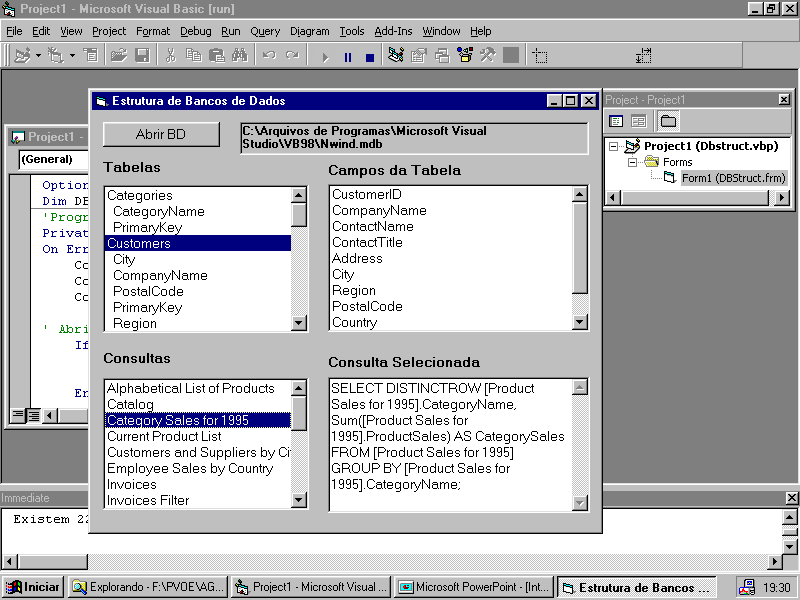 Project1 - Microsoft Visual Basic [run]
File Edit View Project Format Debug Run Query Diagram Tools Add-Ins Window Help
Project1 -
(General)
Option
Dim DB
'Progr
Privat
On Err
Co
Co
Co
' Abri
If
En
Estrutura de Bancos de Dados
Abrir BD
C:\Arquivos de Programas\Microsoft Visual
Studio\VB98\Nwind.mdb
Tabelas
Categories
CategoryName
PrimaryKey
Customers
City
CompanyName
PostalCode
PrimaryKey
Region
Campos da Tabela
CustomerID
CompanyName
ContactName
ContactTitle
Address
City
Region
PostalCode
Country
Consultas
Alphabetical List of Products
Catalog
Category Sales for 1995
Current Product List
Customers and Suppliers by Ci
Employee Sales by Country
Invoices
Invoices Filter
Consulta Selecionada
SELECT DISTINCTROW [Product
Sales for 1995].CategoryName,
Sum([Product Sales for
1995].ProductSales) AS CategorySales
FROM [Product Sales for 1995]
GROUP BY [Product Sales for
1995].CategoryName;
Project - Project1
Project1 (Dbstruct.vbp)
Forms
Form1 (DBStruct.frm)
Immediate
Existem 22
Iniciar
Explorando - F:\PVOE\AG...
Project1 - Microsoft Visual ...
Microsoft PowerPoint - [Int...
Estrutura de Bancos ...
19:30